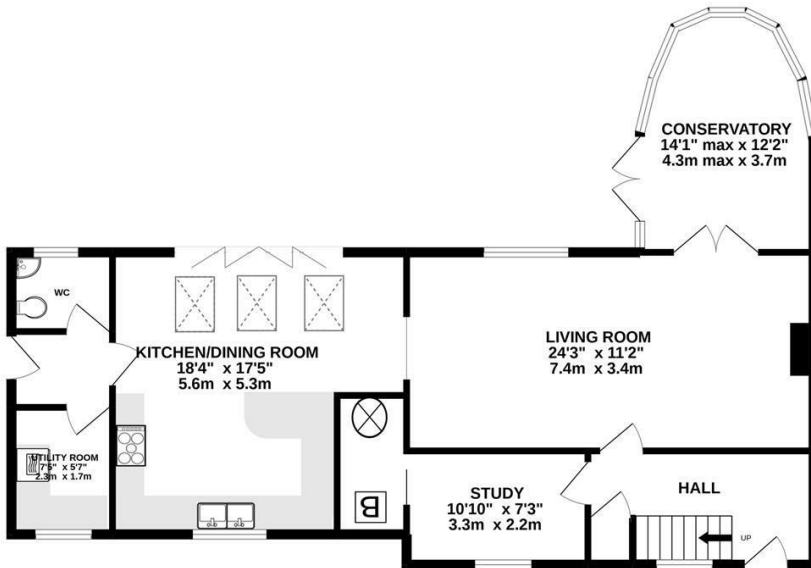 CONSERVATORY
14'1" max x 12'2"
4.3m max x 3.7m
WC
KITCHEN/DINING ROOM
18'4" x 17'5"
5.6m x 5.3m
LIVING ROOM
24'3" x 11'2"
7.4m x 3.4m
UTILITY ROOM
7'5" x 5'7"
2.3m x 1.7m
STUDY
10'10" x 7'3"
3.3m x 2.2m
HALL
UP
B